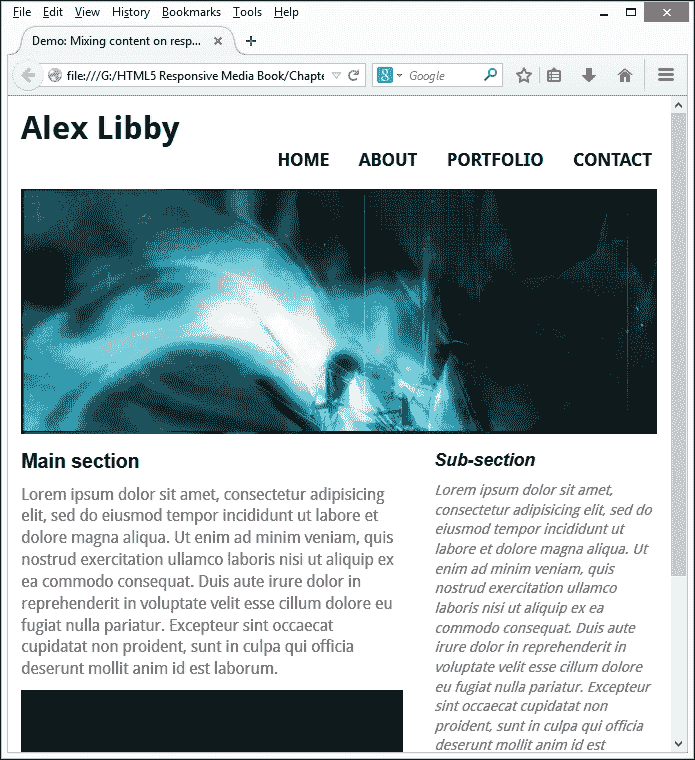 File Edit View History Bookmarks Tools Help
Demo: Mixing content on resp...
file:///G:/HTML5 Responsive Media Book/Chapte
8 Google
Alex Libby
HOME ABOUT PORTFOLIO CONTACT
Main section
Lorem ipsum dolor sit amet, consectetur adipisicing
elit, sed do eiusmod tempor incididunt ut labore et
dolore magna aliqua. Ut enim ad minim veniam, quis
nostrud exercitation ullamco laboris nisi ut aliquip ex
ea commodo consequat. Duis aute irure dolor in
reprehenderit in voluptate velit esse cillum dolore eu
fugiat nulla pariatur. Excepteur sint occaecat
cupidatat non proident, sunt in culpa qui officia
deserunt mollit anim id est laborum.
Sub-section
Lorem ipsum dolor sit amet,
consectetur adipisicing elit, sed do
eiusmod tempor incididunt ut
labore et dolore magna aliqua. Ut
enim ad minim veniam, quis
nostrud exercitation ullamco
laboris nisi ut aliquip ex ea
commodo consequat. Duis aute
irure dolor in reprehenderit in
voluptate velit esse cillum dolore
eu fugiat nulla pariatur. Excepteur
sint occaecat cupidatat non
proident, sunt in culpa qui officia
deserunt mollit anim id est